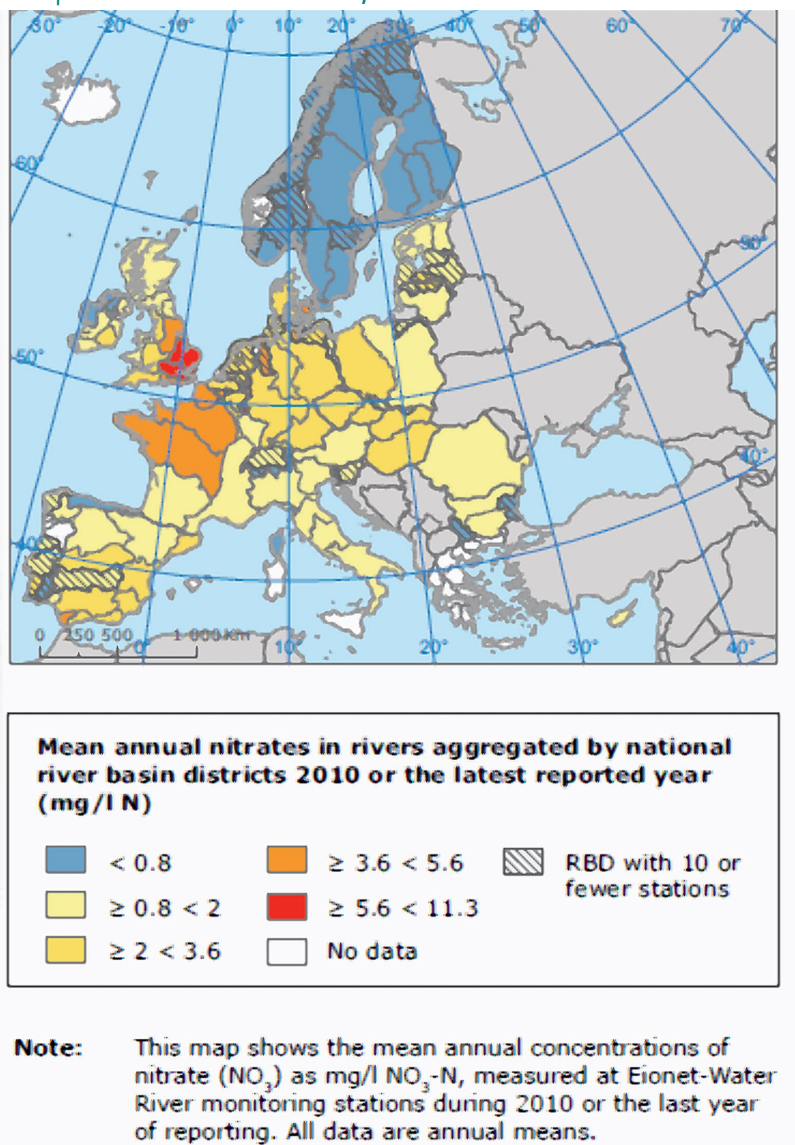 -30° -20° -10° 0° 10° 20° 30° 40° 50° 60° 70°
60°
50°
50°
40°
40°
0 250 500 1 000 Km
0° 10° 20° 30° 40°
Mean annual nitrates in rivers aggregated by national
river basin districts 2010 or the latest reported year
(mg/l N)
< 0.8
≥ 3.6 < 5.6
RBD with 10 or
fewer stations
≥ 0.8 < 2
≥ 5.6 < 11.3
≥ 2 < 3.6
No data
Note: This map shows the mean annual concentrations of
nitrate (NO3) as mg/l NO3-N, measured at Eionet-Water
River monitoring stations during 2010 or the last year
of reporting. All data are annual means.